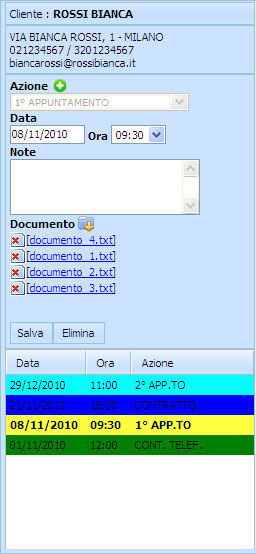 Cliente : ROSSI BIANCA
VIA BIANCA ROSSI, 1 - MILANO
021234567 / 3201234567
biancarossi@rossibianca.it
Azione
1° APPUNTAMENTO
Data
08/11/2010 Ora 09:30
Note
Documento
[documento_4.txt]
[documento_1.txt]
[documento_2.txt]
[documento_3.txt]
Salva Elimina
Data Ora Azione
29/12/2010 11:00 2° APP.TO
21/11/2010 15:00 CONTRATTO
08/11/2010 09:30 1° APP.TO
01/11/2010 12:00 CONT. TELEF.